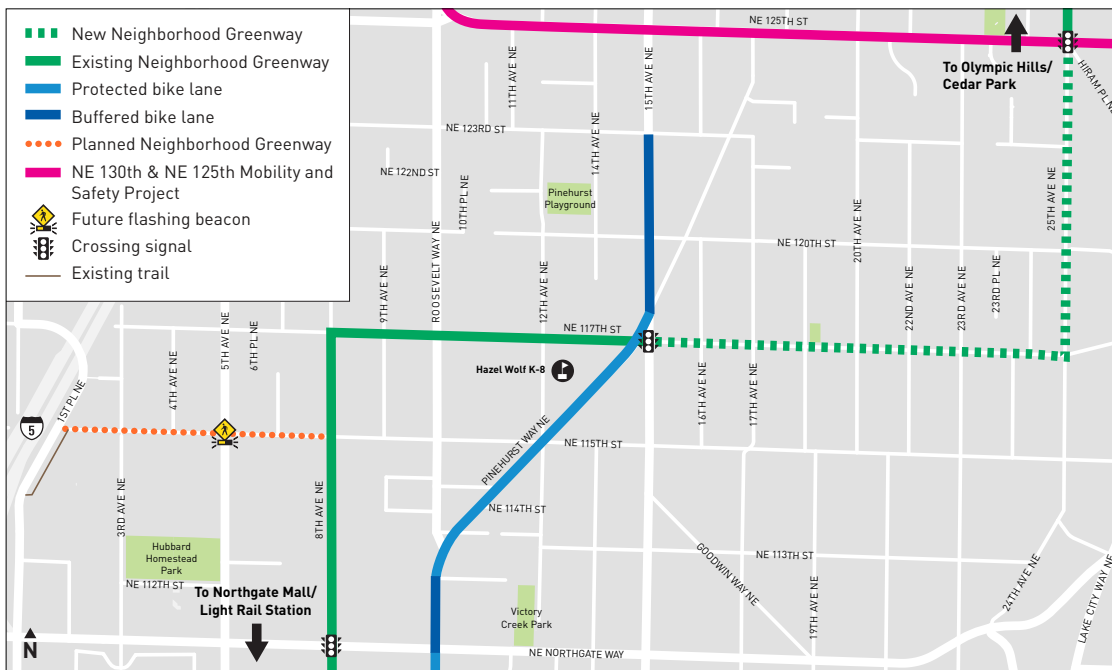 New Neighborhood Greenway
Existing Neighborhood Greenway
Protected bike lane
Buffered bike lane
Planned Neighborhood Greenway
NE 130th & NE 125th Mobility and
Safety Project
Future flashing beacon
Crossing signal
Existing trail
NE 125TH ST
11TH AVE NE
15TH AVE NE
To Olympic Hills/
Cedar Park
HIRAM PL NE
NE 123RD ST
14TH AVE NE
NE 122ND ST
10TH PL NE
Pinehurst
Playground
25TH AVE NE
ROOSEVELT WAY NE
NE 120TH ST
20TH AVE NE
9TH AVE NE
12TH AVE NE
22ND AVE NE
23RD AVE NE
23RD PL NE
5TH AVE NE
6TH PL NE
4TH AVE NE
NE 117TH ST
Hazel Wolf K-8
16TH AVE NE
17TH AVE NE
1ST PL NE
5
NE 115TH ST
PINEHURST WAY NE
3RD AVE NE
8TH AVE NE
NE 114TH ST
Hubbard
Homestead
Park
NE 112TH ST
GOODWIN WAY NE
NE 113TH ST
24TH AVE NE
LAKE CITY WAY NE
To Northgate Mall/
Light Rail Station
Victory
Creek Park
19TH AVE NE
N
NE NORTHGATE WAY